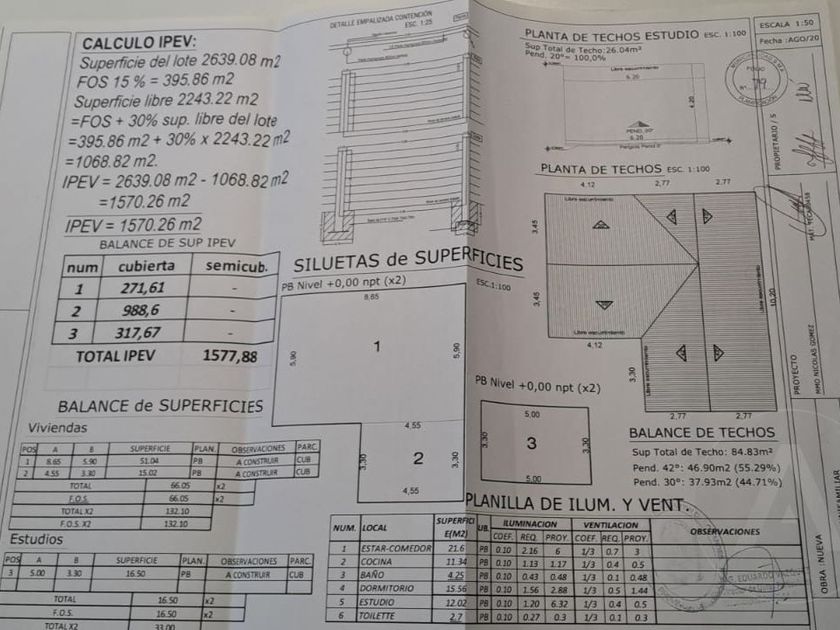 CALCULO IPEV:
Superficie del lote 2639.08 m2
FOS 15 % = 395.86 m2
Superficie libre 2243.22 m2
=FOS + 30% sup. libre del lote
=395.86 m2 + 30% x 2243.22 m2
=1068.82 m2.
IPEV = 2639.08 m2 - 1068.82 m2
=1570.26 m2
IPEV = 1570.26 m2
BALANCE DE SUP IPEV
num cubierta semicub.
1 271,61 -
2 988,6 -
3 317,67 -
TOTAL IPEV 1577,88
BALANCE de SUPERFICIES
Viviendas
POS A B SUPERFICIE PLAN. OBSERVACIONES PARC.
1 8.65 5.90 51.04 PB A CONSTRUIR CUB
2 4.55 3.30 15.02 PB A CONSTRUIR CUB
TOTAL 66.05 x2
F.O.S. 66.05 x2
TOTAL X2 132.10
F.O.S X2 132.10
Estudios
POS A B SUPERFICIE PLAN. OBSERVACIONES PARC.
3 5.00 3.30 16.50 PB A CONSTRUIR CUB
TOTAL 16.50 x2
F.O.S. 16.50 x2
TOTAL X2 33.00
DETALLE EMPALIZADA CONTENCIÓN
ESC. 1:25
SILUETAS de SUPERFICIES
ESC.1:100
PB Nivel +0,00 npt (x2)
8,65
5,90
1
5,90
4,55
3,30
2
3,30
4,55
PB Nivel +0,00 npt (x2)
5,00
3,30
3
3,30
5,00
PLANTA DE TECHOS ESTUDIO ESC. 1:100
Sup Total de Techo:26.04m²
Pend. 20°= 100,0%
Libre escurrimiento
6.20
4.20
PEND. 20°
6.20
PLANTA DE TECHOS ESC. 1:100
4.12 2,77 2.77
Libre escurrimiento
3,45
3,45
Libre escurrimiento
4.12
3,30
Libre escurrimiento
Libre escurrimiento
10,20
2.77 2.77
BALANCE DE TECHOS
Sup Total de Techo: 84.83m²
Pend. 42°: 46.90m2 (55.29%)
Pend. 30°: 37.93m2 (44.71%)
PLANILLA DE ILUM. Y VENT.
NUM. LOCAL SUPERFICI E(M2) UB. ILUMINACION VENTILACION OBSERVACIONES
COEF. REQ. PROY. COEF. REQ. PROY.
1 ESTAR-COMEDOR 21.6 PB 0.10 2.16 6 1/3 0.7 3
2 COCINA 11.34 PB 0.10 1.13 1.17 1/3 0.4 0.5
3 BAÑO 4.25 PB 0.10 0.43 0.48 1/3 0.1 0.48
4 DORMITORIO 15.56 PB 0.10 1.56 2.88 1/3 0.5 1.44
5 ESTUDIO 12.02 PB 0.10 1.20 6.32 1/3 0.4 0.5
6 TOILETTE 2.7 PB 0.10 0.27 0.3 1/3 0.1 0.3
ESCALA 1:50
Fecha :AGO/20
PROPIETARIO / S
PROYECTO
MMO NICOLAS GOMEZ
OBRA : NUEVA